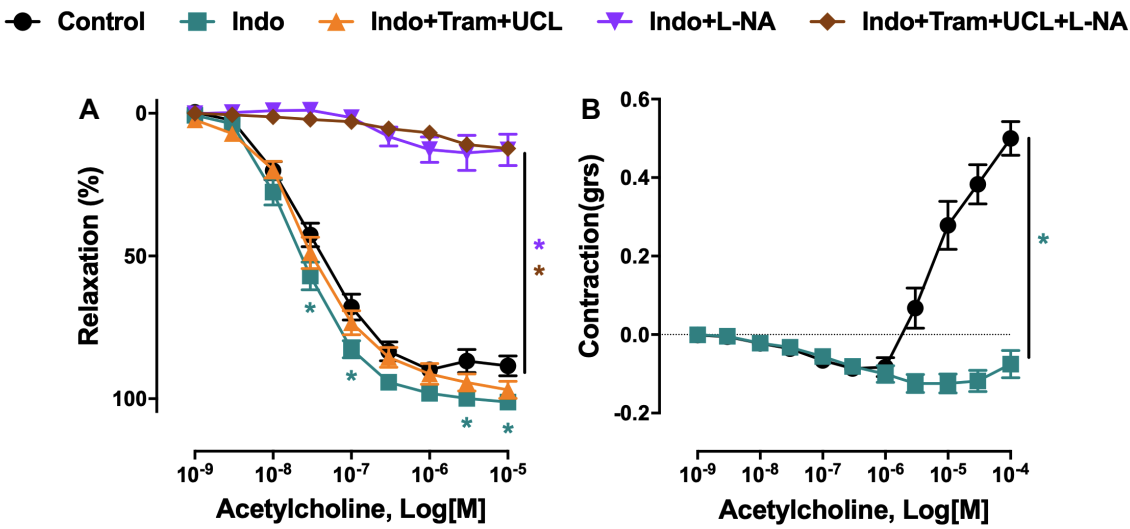 Control Indo Indo+Tram+UCL Indo+L-NA Indo+Tram+UCL+L-NA
A
Relaxation (%)
0
50
100
*
*
*
*
*
*
10-9 10-8 10-7 10-6 10-5
Acetylcholine, Log[M]
B
Contraction(grs)
0.6
0.4
0.2
0.0
-0.2
*
10-9 10-8 10-7 10-6 10-5 10-4
Acetylcholine, Log[M]